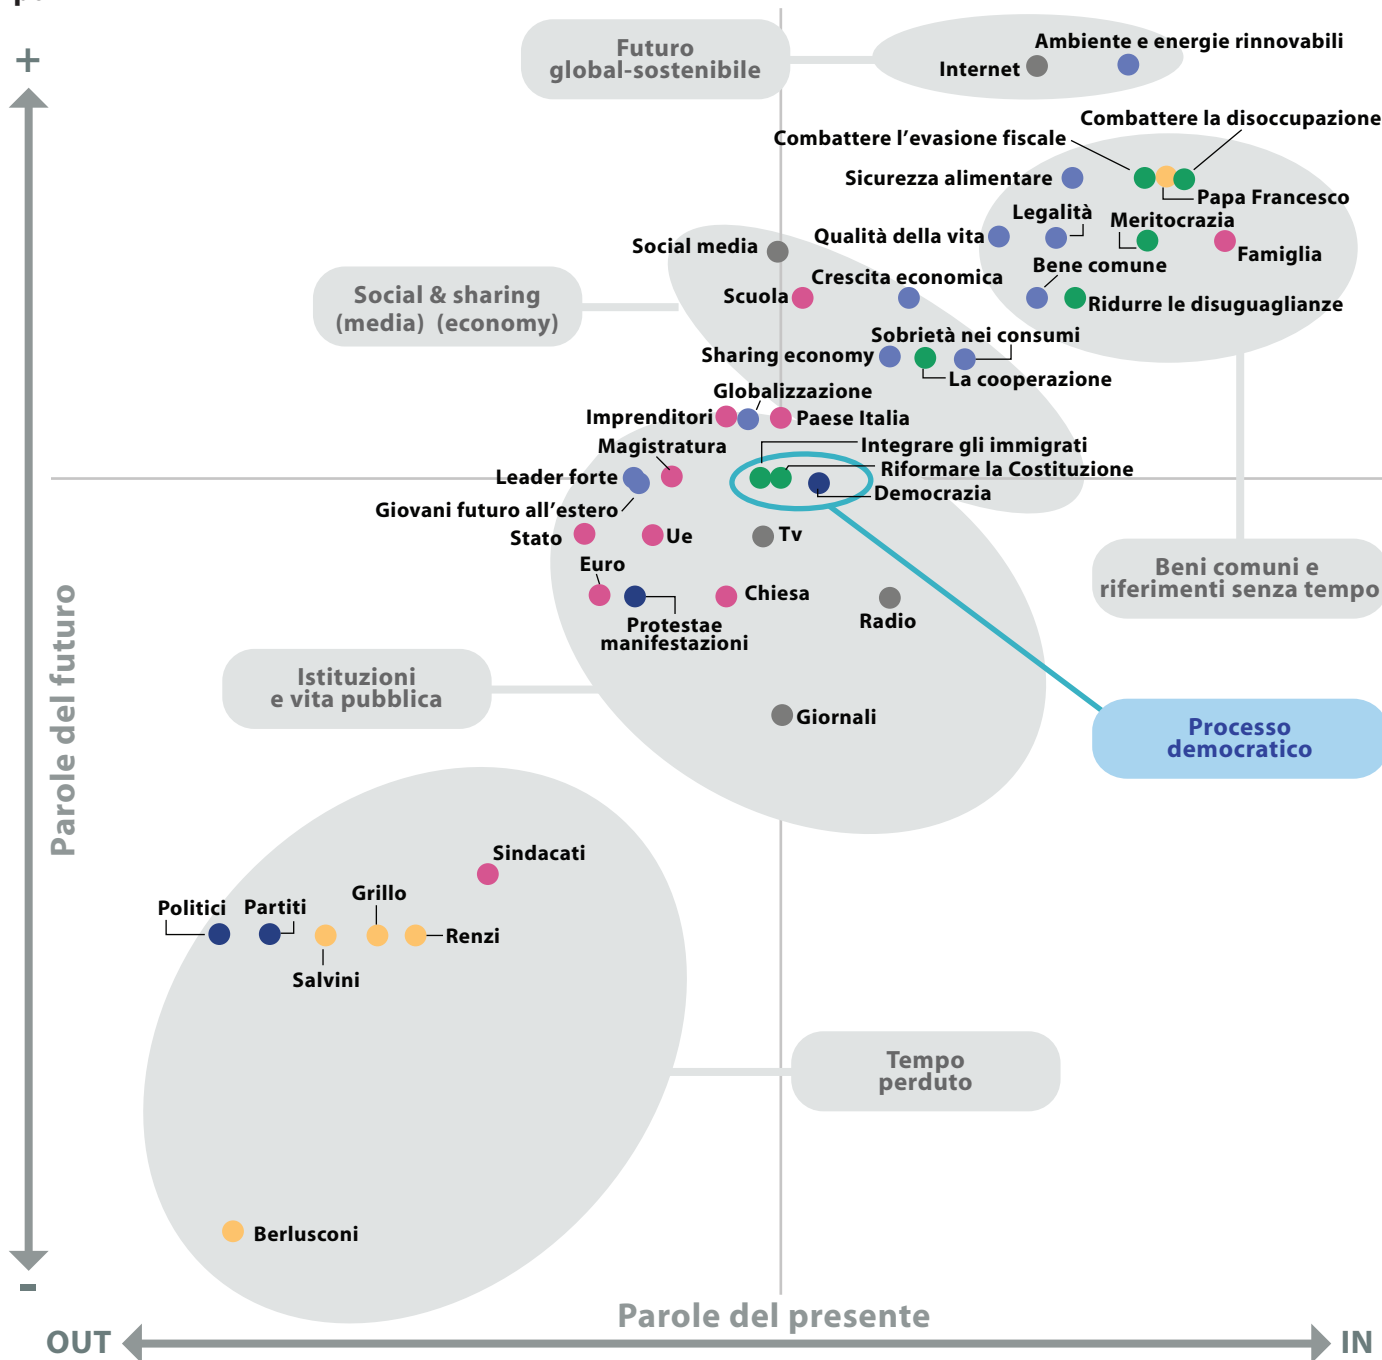 +
Futuro
global-sostenibile
Ambiente e energie rinnovabili
Internet
Combattere la disoccupazione
Combattere l’evasione fiscale
Sicurezza alimentare
Papa Francesco
Legalità
Meritocrazia
Qualità della vita
Famiglia
Social media
Bene comune
Crescita economica
Scuola
Ridurre le disuguaglianze
Social & sharing
(media) (economy)
Sobrietà nei consumi
Sharing economy
La cooperazione
Globalizzazione
Imprenditori
Paese Italia
Magistratura
Integrare gli immigrati
Riformare la Costituzione
Leader forte
Democrazia
Giovani futuro all’estero
Stato
Ue
Tv
Euro
Beni comuni e
riferimenti senza tempo
Chiesa
Radio
Protestae
manifestazioni
Istituzioni
e vita pubblica
Giornali
Processo
democratico
Parole del futuro
Sindacati
Grillo
Politici
Partiti
Renzi
Salvini
Tempo
perduto
Berlusconi
-
Parole del presente
OUT
IN